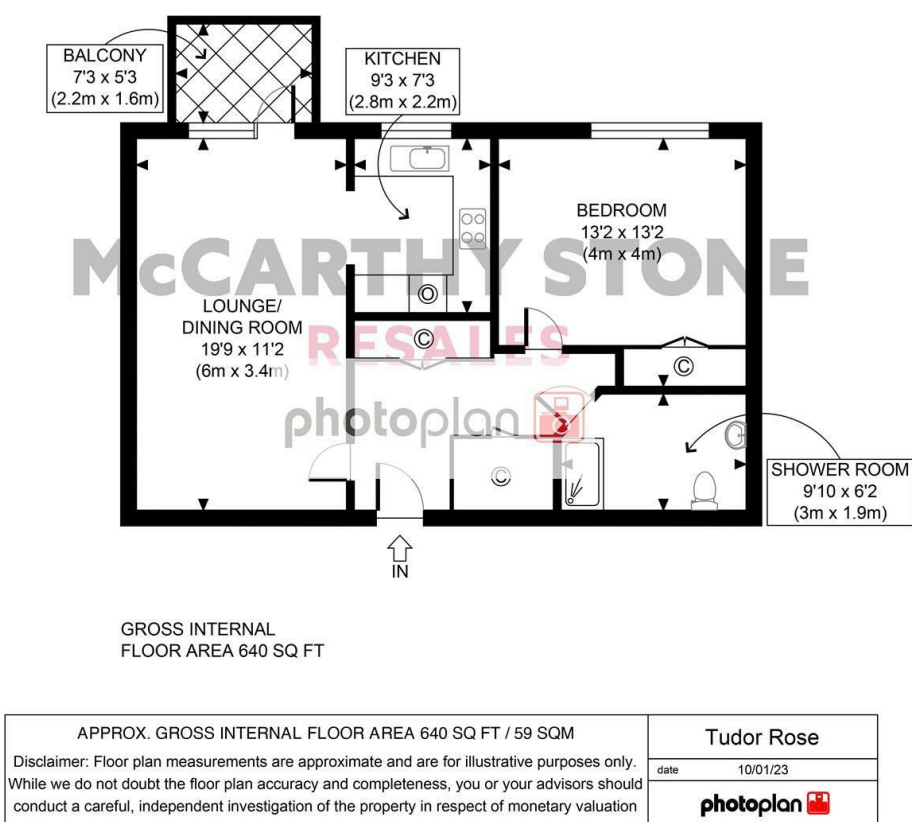 BALCONY
7'3 x 5'3
(2.2m x 1.6m)
KITCHEN
9'3 x 7'3
(2.8m x 2.2m)
BEDROOM
13'2 x 13'2
(4m x 4m)
McCARTHY STONE
RESALES
LOUNGE/
DINING ROOM
19'9 x 11'2
(6m x 3.4m)
O
C
C
photoplan
C
SHOWER ROOM
9'10 x 6'2
(3m x 1.9m)
IN
GROSS INTERNAL
FLOOR AREA 640 SQ FT
APPROX. GROSS INTERNAL FLOOR AREA 640 SQ FT / 59 SQM
Disclaimer: Floor plan measurements are approximate and are for illustrative purposes only.
While we do not doubt the floor plan accuracy and completeness, you or your advisors should
conduct a careful, independent investigation of the property in respect of monetary valuation
Tudor Rose
date 10/01/23
photoplan